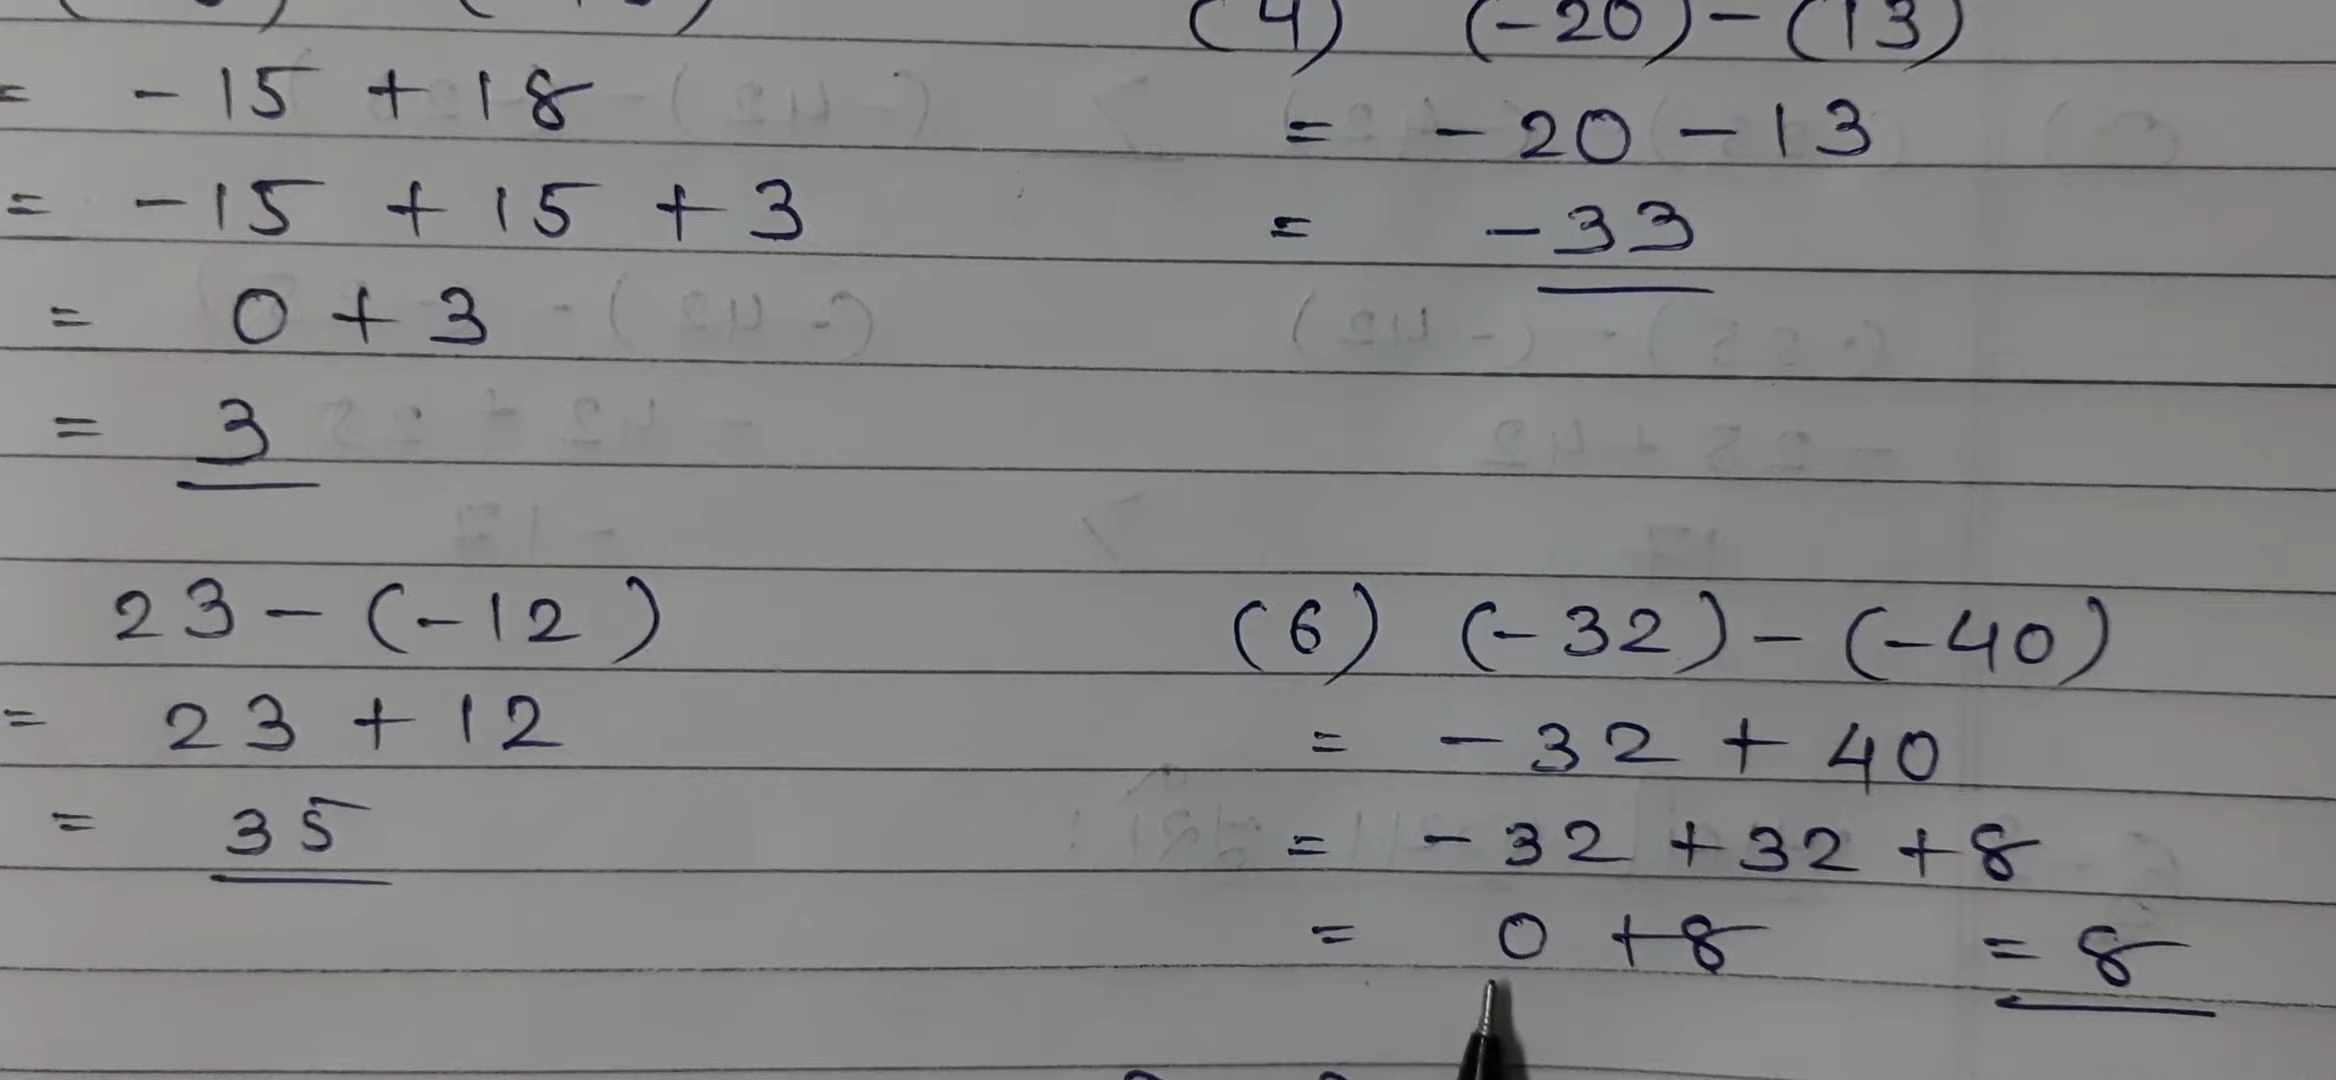 = -15 + 18
= -15 + 15 + 3
= 0 + 3
= 3
(4) (-20) - (13)
= -20 - 13
= -33
23 - (-12)
= 23 + 12
= 35
(6) (-32) - (-40)
= -32 + 40
= -32 + 32 + 8
= 0 + 8 = 8